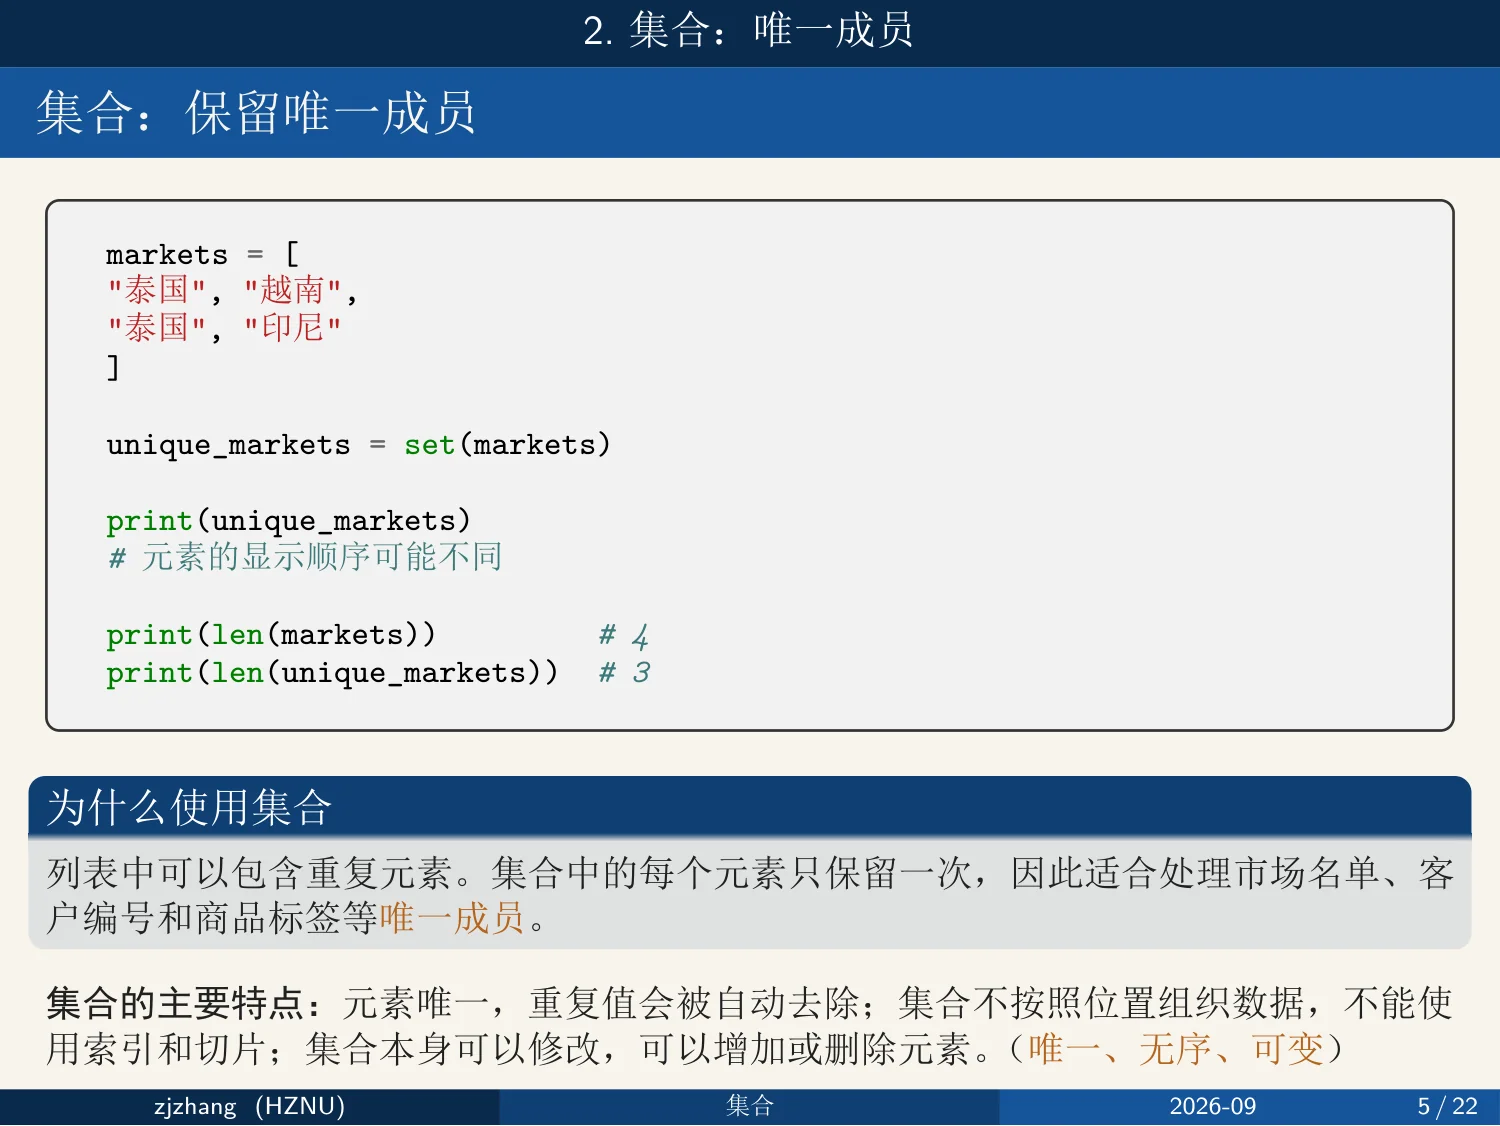 2. 集合：唯一成员
集合：保留唯一成员
markets = [
"泰国", "越南",
"泰国", "印尼"
]
unique_markets = set(markets)
print(unique_markets)
# 元素的显示顺序可能不同
print(len(markets))          # 4
print(len(unique_markets))  # 3
为什么使用集合
列表中可以包含重复元素。集合中的每个元素只保留一次，因此适合处理市场名单、客
户编号和商品标签等唯一成员。
集合的主要特点：元素唯一，重复值会被自动去除；集合不按照位置组织数据，不能使
用索引和切片；集合本身可以修改，可以增加或删除元素。（唯一、无序、可变）
zjzhang (HZNU) 集合 2026-09 5 / 22